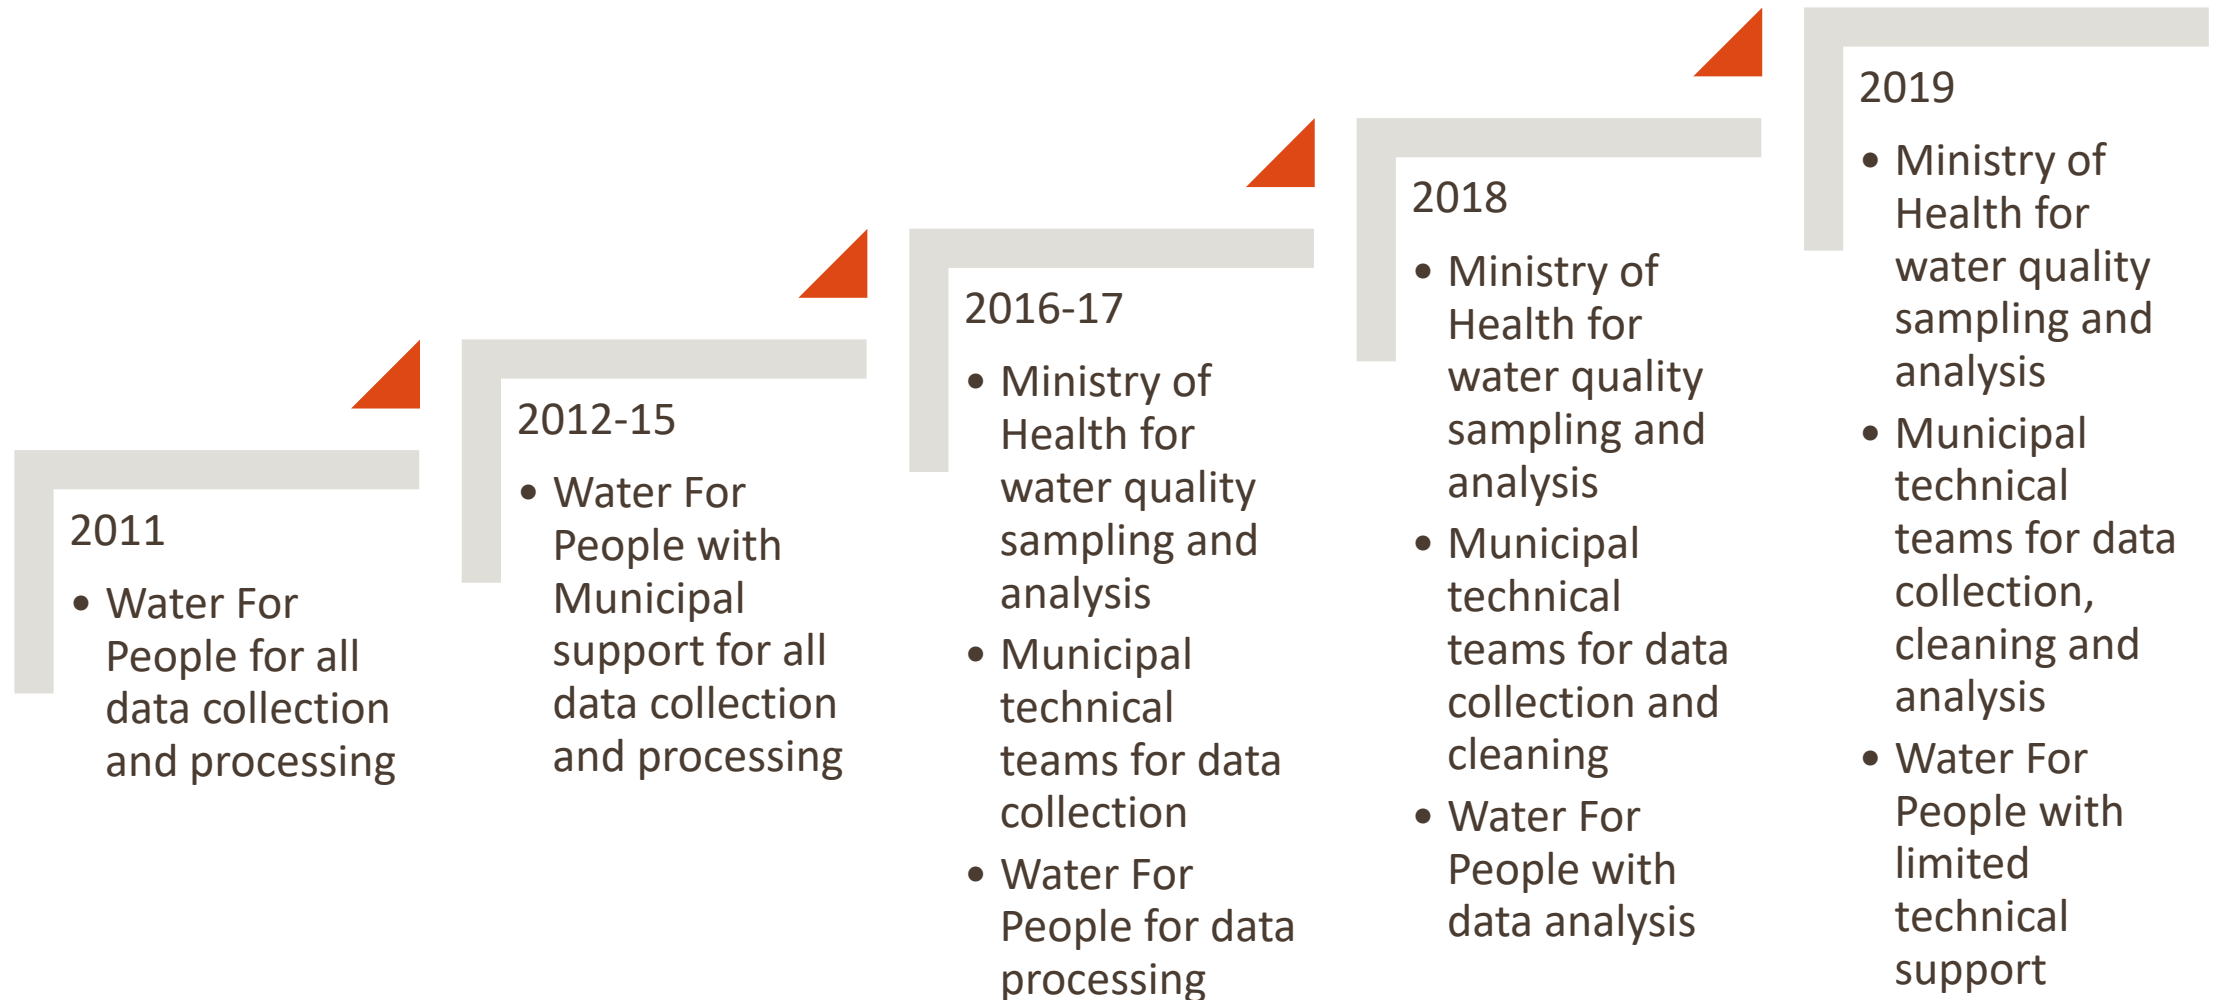 2011
• Water For
People for all
data collection
and processing
2012-15
• Water For
People with
Municipal
support for all
data collection
and processing
2016-17
• Ministry of
Health for
water quality
sampling and
analysis
• Municipal
technical
teams for data
collection
• Water For
People for data
processing
2018
• Ministry of
Health for
water quality
sampling and
analysis
• Municipal
technical
teams for data
collection and
cleaning
• Water For
People with
data analysis
2019
• Ministry of
Health for
water quality
sampling and
analysis
• Municipal
technical
teams for data
collection,
cleaning and
analysis
• Water For
People with
limited
technical
support